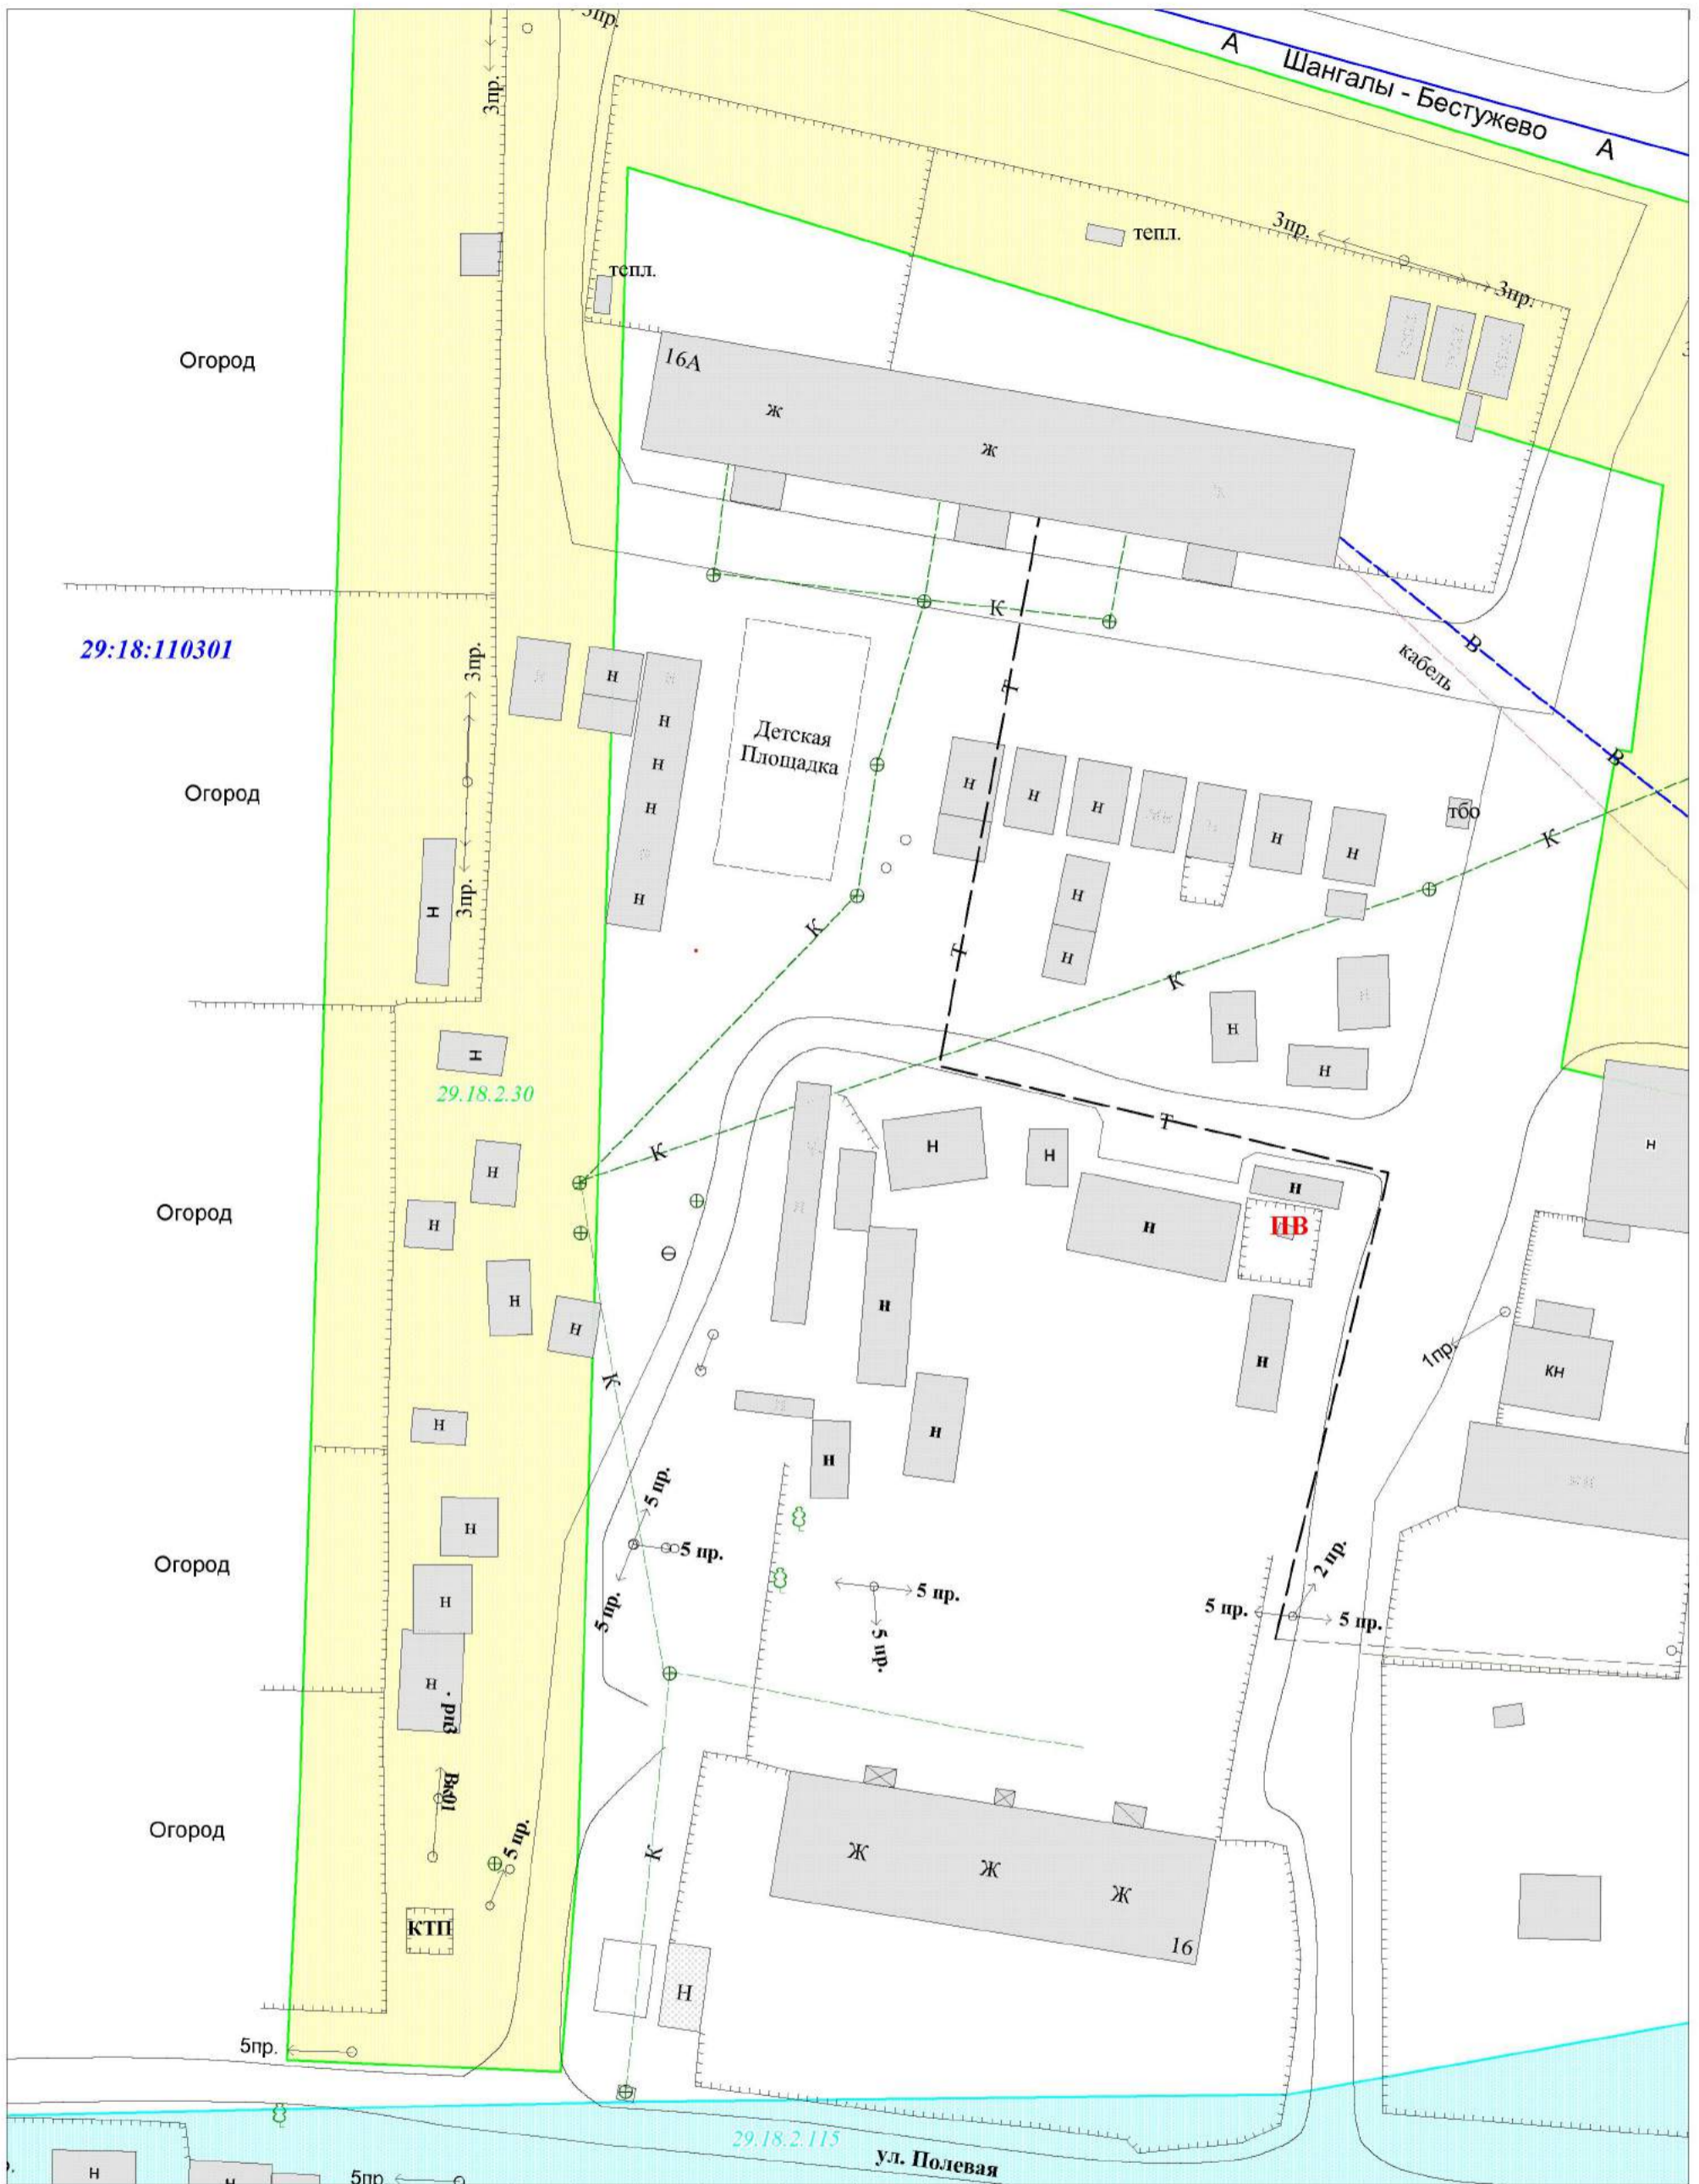 3пр.
А
Шангалы - Бестужево
А
3пр.
3пр.
тепл.
тепл.
3пр.
Огород
16А
ж
ж
К
29:18:110301
3пр.
н
н
В
кабель
Т
Детская
Площадка
н
н
н
В
Огород
н
н
н
н
н
н
тбо
К
3пр.
н
н
н
К
Т
н
К
н
н
н
29.18.2.30
Т
К
н
н
н
н
н
Огород
н
н
ПВ
н
н
н
н
1пр.
н
кн
К
н
н
н
5 пр.
н
2 пр.
5 пр.
Огород
5 пр.
н
5 пр.
5 пр.
5 пр.
5 пр.
н
рп3
Вк01
Огород
5 пр.
К
Ж
Ж
Ж
КТП
16
Н
5пр.
29.18.2.115
ул. Полевая
н
н
5пр.